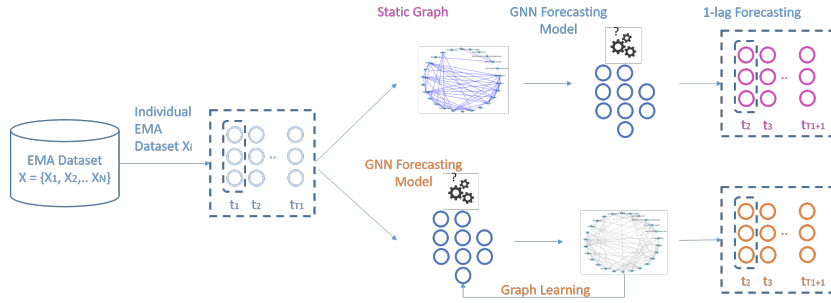 Static Graph
GNN Forecasting
Model
1-lag Forecasting
?
t2 t3 .. tT1+1
Individual
EMA
Dataset Xi
EMA Dataset
X = {X1, X2,.. XN}
..
t1 t2 tT1
GNN Forecasting
Model
?
Graph Learning
..
t2 t3 tT1+1